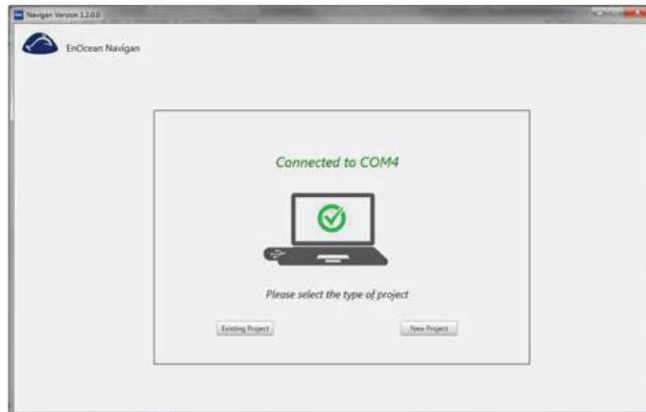 Navigan Version 1.2.0.0
EnOcean Navigan
Connected to COM4
Please select the type of project
Existing Project
New Project